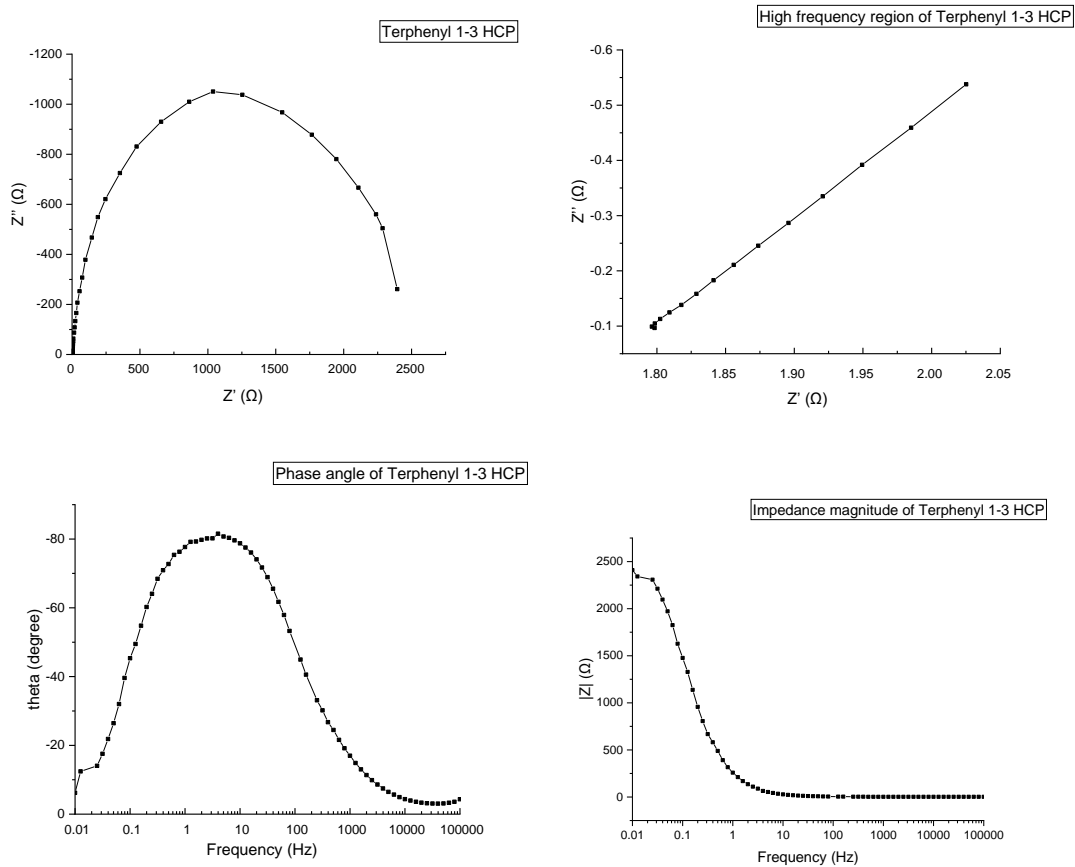 Terphenyl 1-3 HCP
-1200
-1000
-800
-600
-400
-200
0
Z'' (Ω)
0 500 1000 1500 2000 2500
Z' (Ω)
High frequency region of Terphenyl 1-3 HCP
-0.6
-0.5
-0.4
-0.3
-0.2
-0.1
Z'' (Ω)
1.80 1.85 1.90 1.95 2.00 2.05
Z' (Ω)
Phase angle of Terphenyl 1-3 HCP
-80
-60
-40
-20
0
theta (degree)
0.01 0.1 1 10 100 1000 10000 100000
Frequency (Hz)
Impedance magnitude of Terphenyl 1-3 HCP
2500
2250
1500
750
500
0
|Z| (Ω)
0.01 0.1 1 10 100 1000 10000 100000
Frequency (Hz)